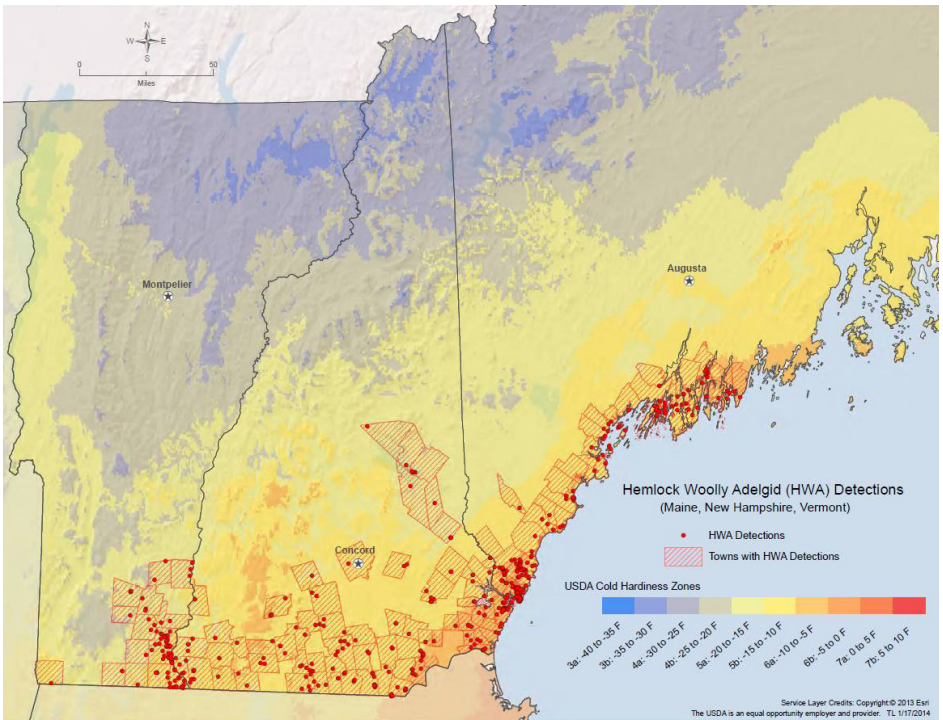 N
W E
S
0 50
Miles
Montpelier
Augusta
Concord
Hemlock Woolly Adelgid (HWA) Detections
(Maine, New Hampshire, Vermont)
HWA Detections
Towns with HWA Detections
USDA Cold Hardiness Zones
3a: -40 to -35 F
3b: -35 to -30 F
4a: -30 to -25 F
4b: -25 to -20 F
5a: -20 to -15 F
5b: -15 to -10 F
6a: -10 to -5 F
6b: -5 to 0 F
7a: 0 to 5 F
7b: 5 to 10 F
Service Layer Credits: Copyright:© 2013 Esri
The USDA is an equal opportunity employer and provider. TL 1/17/2014